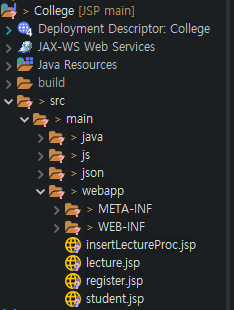 > College [JSP main]
> Deployment Descriptor: College
> JAX-WS Web Services
> Java Resources
> build
> src
> main
> java
> js
> json
> webapp
> META-INF
> WEB-INF
insertLectureProc.jsp
lecture.jsp
register.jsp
student.jsp